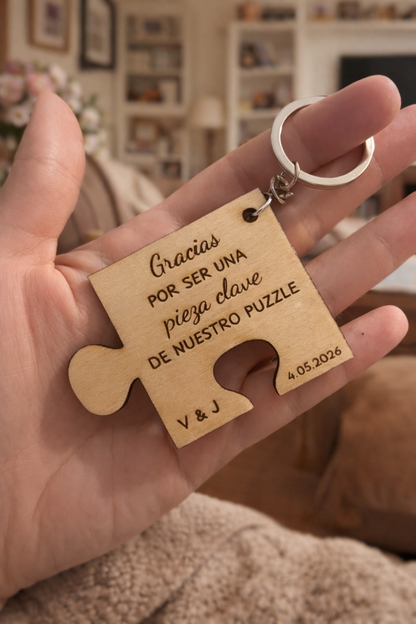 Gracias
POR SER UNA
pieza clave
DE NUESTRO PUZZLE
V & J
4.05.2026